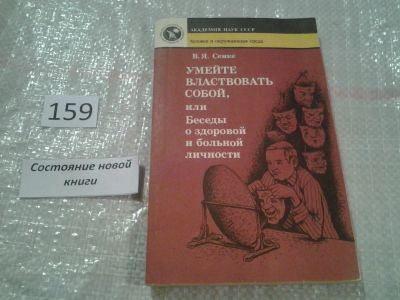 АКАДЕМИЯ НАУК СССР
Человек и окружающая среда
В. Я. Семке
УМЕЙТЕ
ВЛАСТВОВАТЬ
СОБОЙ,
или
Беседы
о здоровой
и больной
личности
159
Состояние новой
книги